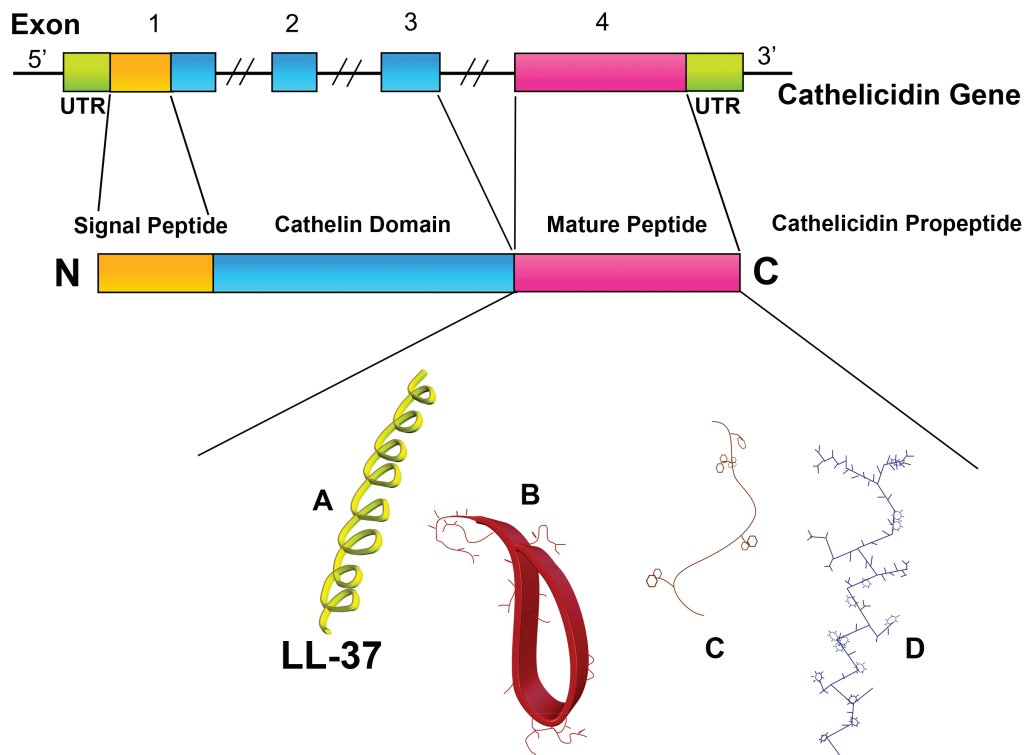 Exon 1 2 3 4
5’ 3’
UTR UTR Cathelicidin Gene
Signal Peptide Cathelin Domain Mature Peptide Cathelicidin Propeptide
N C
A
B
LL-37
C
D